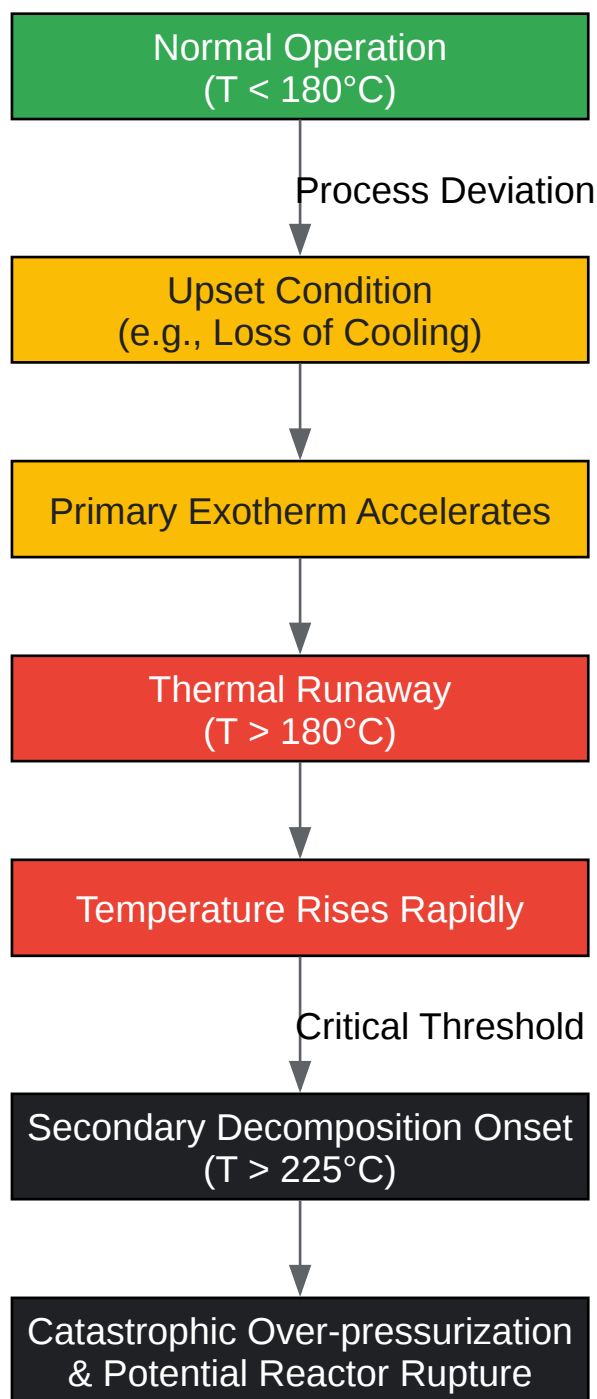 Normal Operation
(T < 180°C)
Process Deviation
Upset Condition
(e.g., Loss of Cooling)
Primary Exotherm Accelerates
Thermal Runaway
(T > 180°C)
Temperature Rises Rapidly
Critical Threshold
Secondary Decomposition Onset
(T > 225°C)
Catastrophic Over-pressurization
& Potential Reactor Rupture